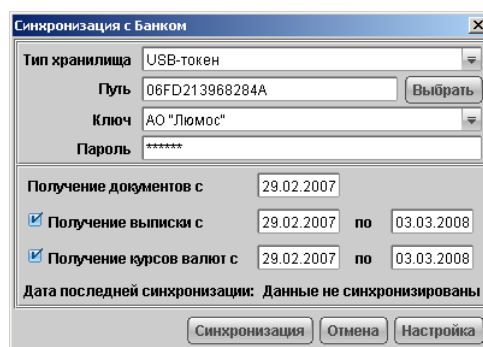 Синхронизация с Банком
Тип хранилища USB-токен
Путь 06FD213968284A Выбрать
Ключ АО "Люмос"
Пароль ******
Получение документов с 29.02.2007
Получение выписки с 29.02.2007 по 03.03.2008
Получение курсов валют с 29.02.2007 по 03.03.2008
Дата последней синхронизации: Данные не синхронизированы
Синхронизация Отмена Настройка